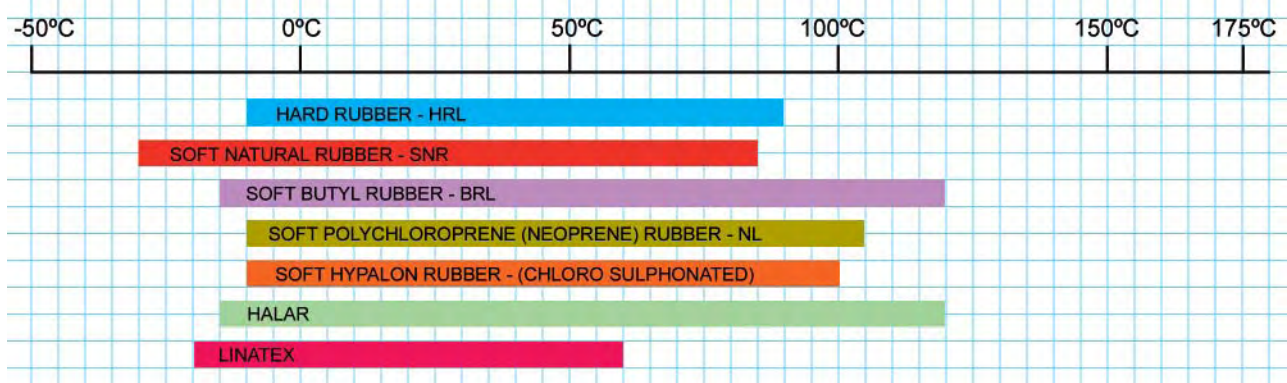 -50ºC 0ºC 50ºC 100ºC 150ºC 175ºC
HARD RUBBER - HRL
SOFT NATURAL RUBBER - SNR
SOFT BUTYL RUBBER - BRL
SOFT POLYCHLOROPRENE (NEOPRENE) RUBBER - NL
SOFT HYPALON RUBBER - (CHLORO SULPHONATED)
HALAR
LINATEX